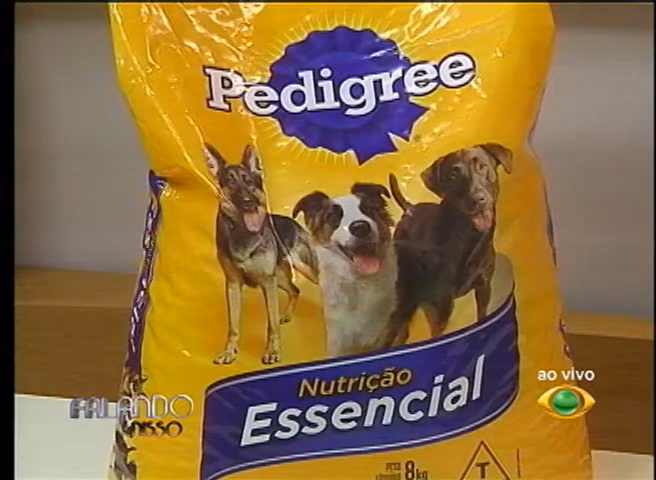 Pedigree
Nutrição
Essencial
8kg
T
FALANDO
NISSO
ao vivo